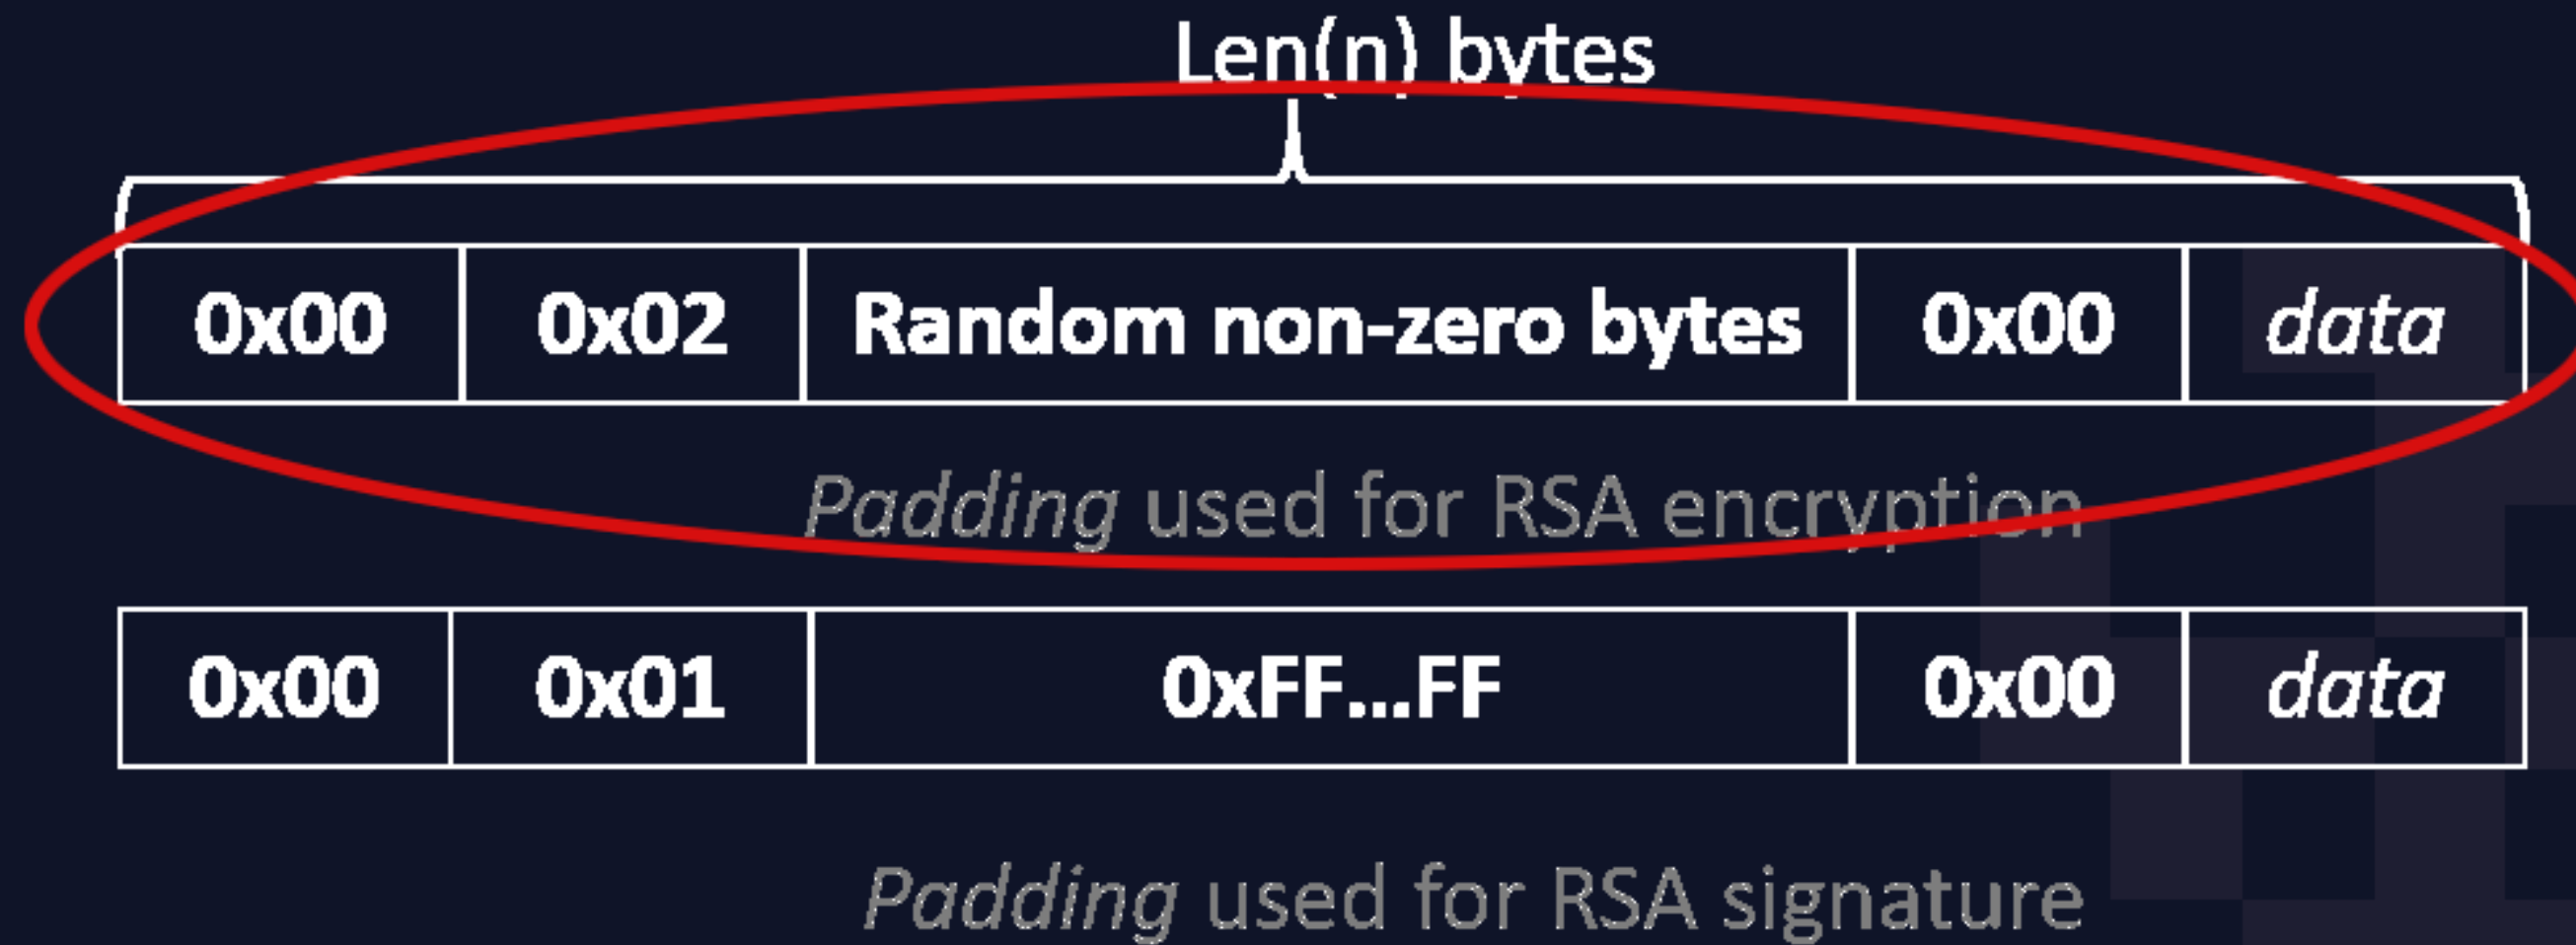 Len(n) bytes
0x00 0x02 Random non-zero bytes 0x00 data
Padding used for RSA encryption
0x00 0x01 0xFF...FF 0x00 data
Padding used for RSA signature